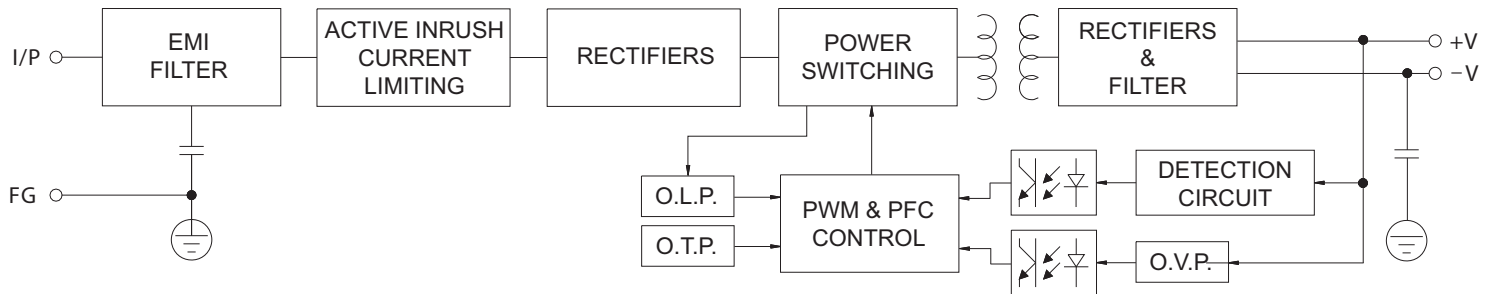 I/P
EMI
FILTER
ACTIVE INRUSH
CURRENT
LIMITING
RECTIFIERS
POWER
SWITCHING
RECTIFIERS
&
FILTER
+V
-V
FG
O.L.P.
O.T.P.
PWM & PFC
CONTROL
DETECTION
CIRCUIT
O.V.P.